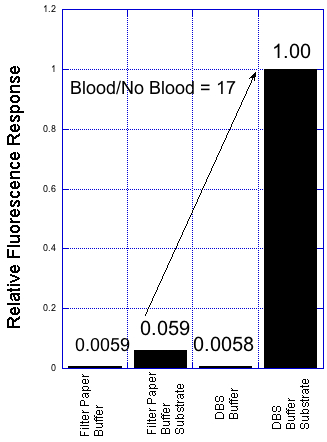 Relative Fluorescence Response
1.2
1
0.8
0.6
0.4
0.2
0
Blood/No Blood = 17
1.00
0.0059
0.059
0.0058
Filter Paper
Buffer
Filter Paper
Buffer
Substrate
DBS
Buffer
DBS
Buffer
Substrate